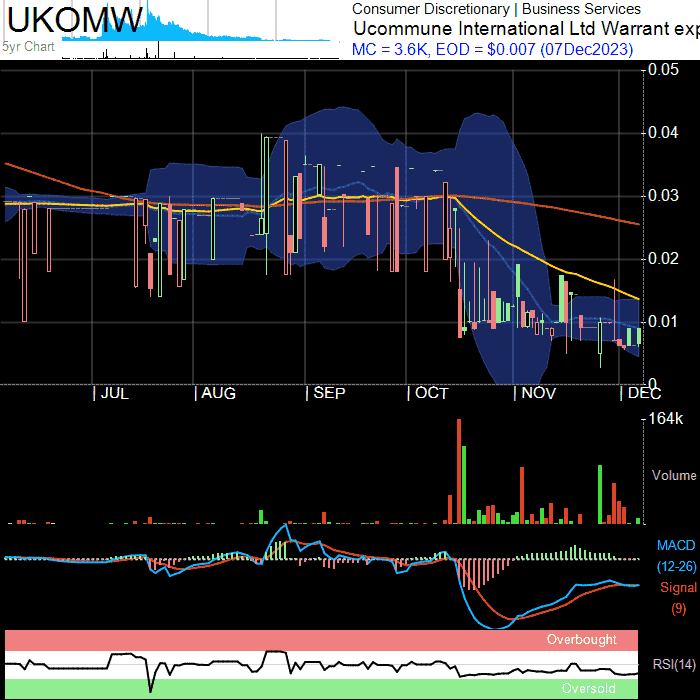 UKOMW
Consumer Discretionary | Business Services
Ucommune International Ltd Warrant exp
5yr Chart
MC = 3.6K, EOD = $0.007 (07Dec2023)
0.05
0.04
0.03
0.02
0.01
0
JUL AUG SEP OCT NOV DEC
164k
Volume
MACD
(12-26)
Signal
(9)
Overbought
RSI(14)
Oversold